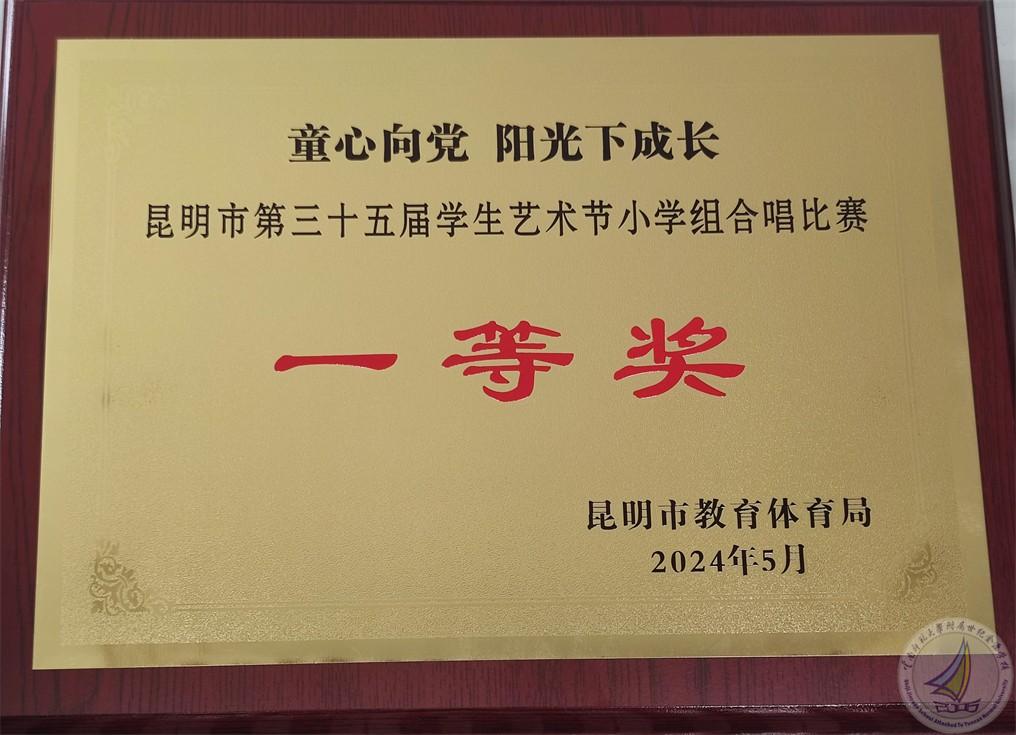 童心向党 阳光下成长
昆明市第三十五届学生艺术节小学组合唱比赛
一等奖
昆明市教育体育局
2024年5月